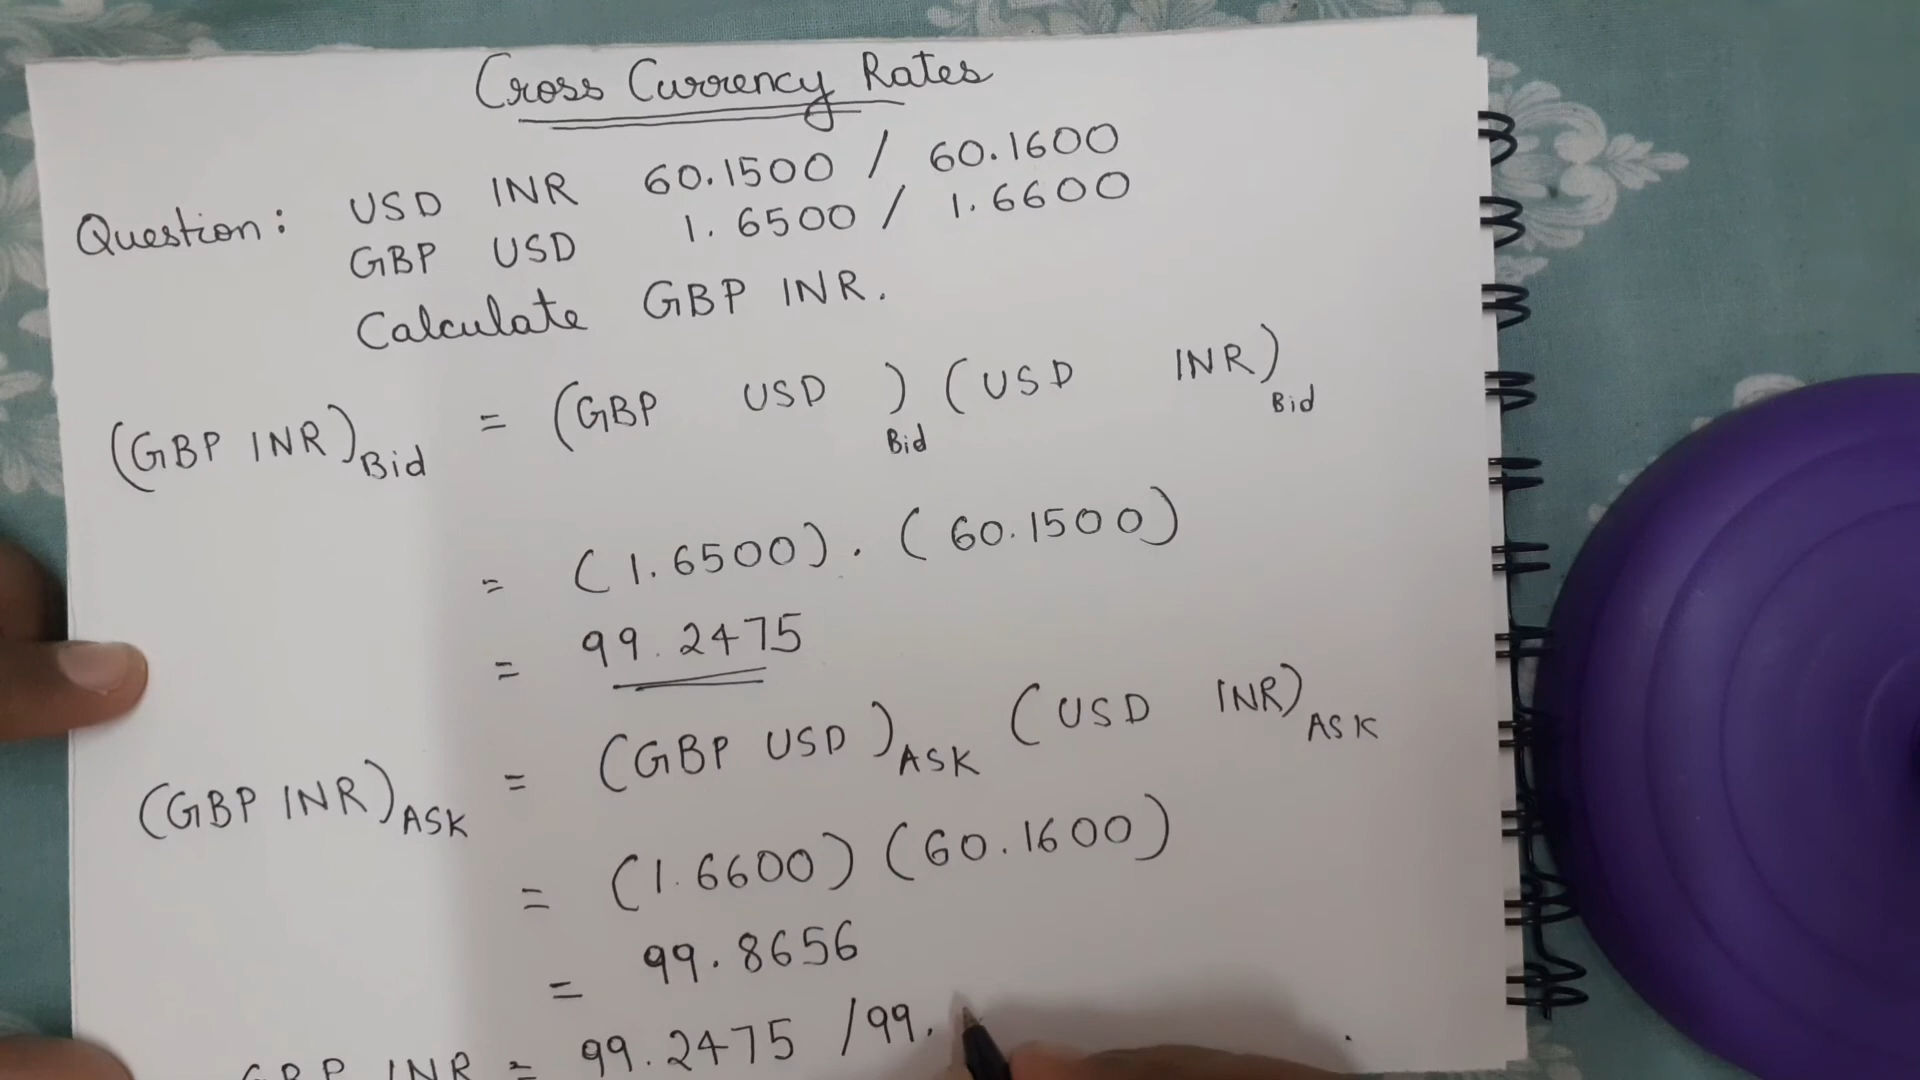 Cross Currency Rates
Question: USD INR 60.1500 / 60.1600
GBP USD 1.6500 / 1.6600
Calculate GBP INR.
(GBP INR)Bid = (GBP USD)Bid (USD INR)Bid
= (1.6500) . (60.1500)
= 99.2475
(GBP INR)ASK = (GBP USD)ASK (USD INR)ASK
= (1.6600) (60.1600)
= 99.8656
GBP INR = 99.2475 / 99.